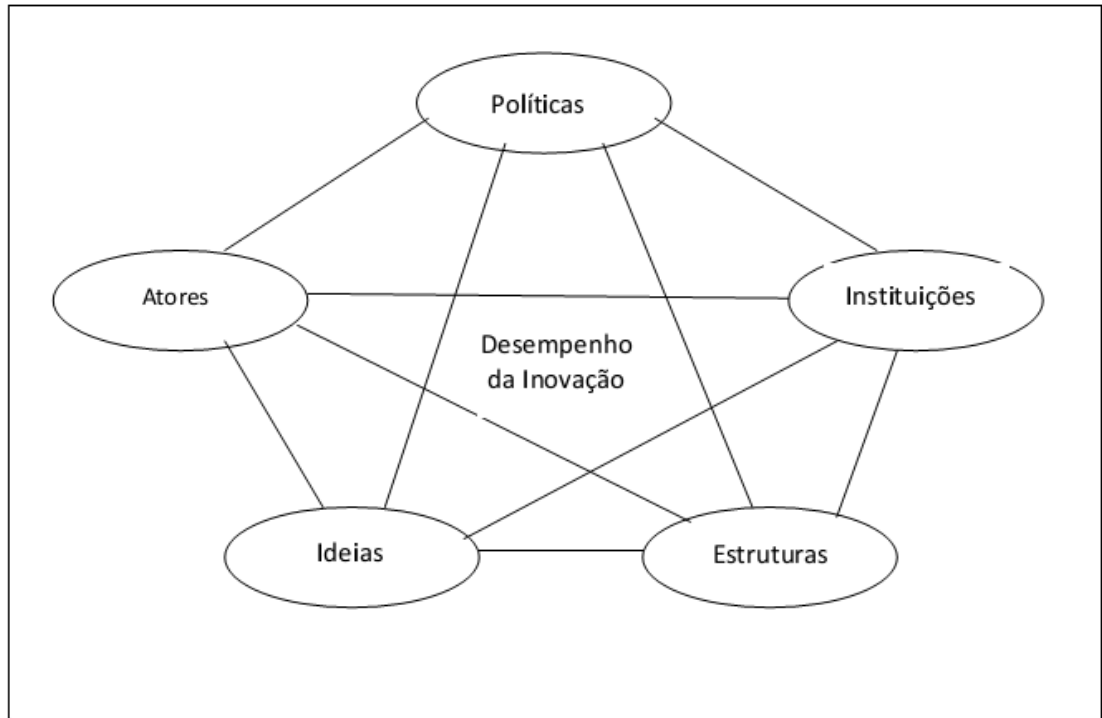 Políticas
Atores
Instituições
Desempenho
da Inovação
Ideias
Estruturas